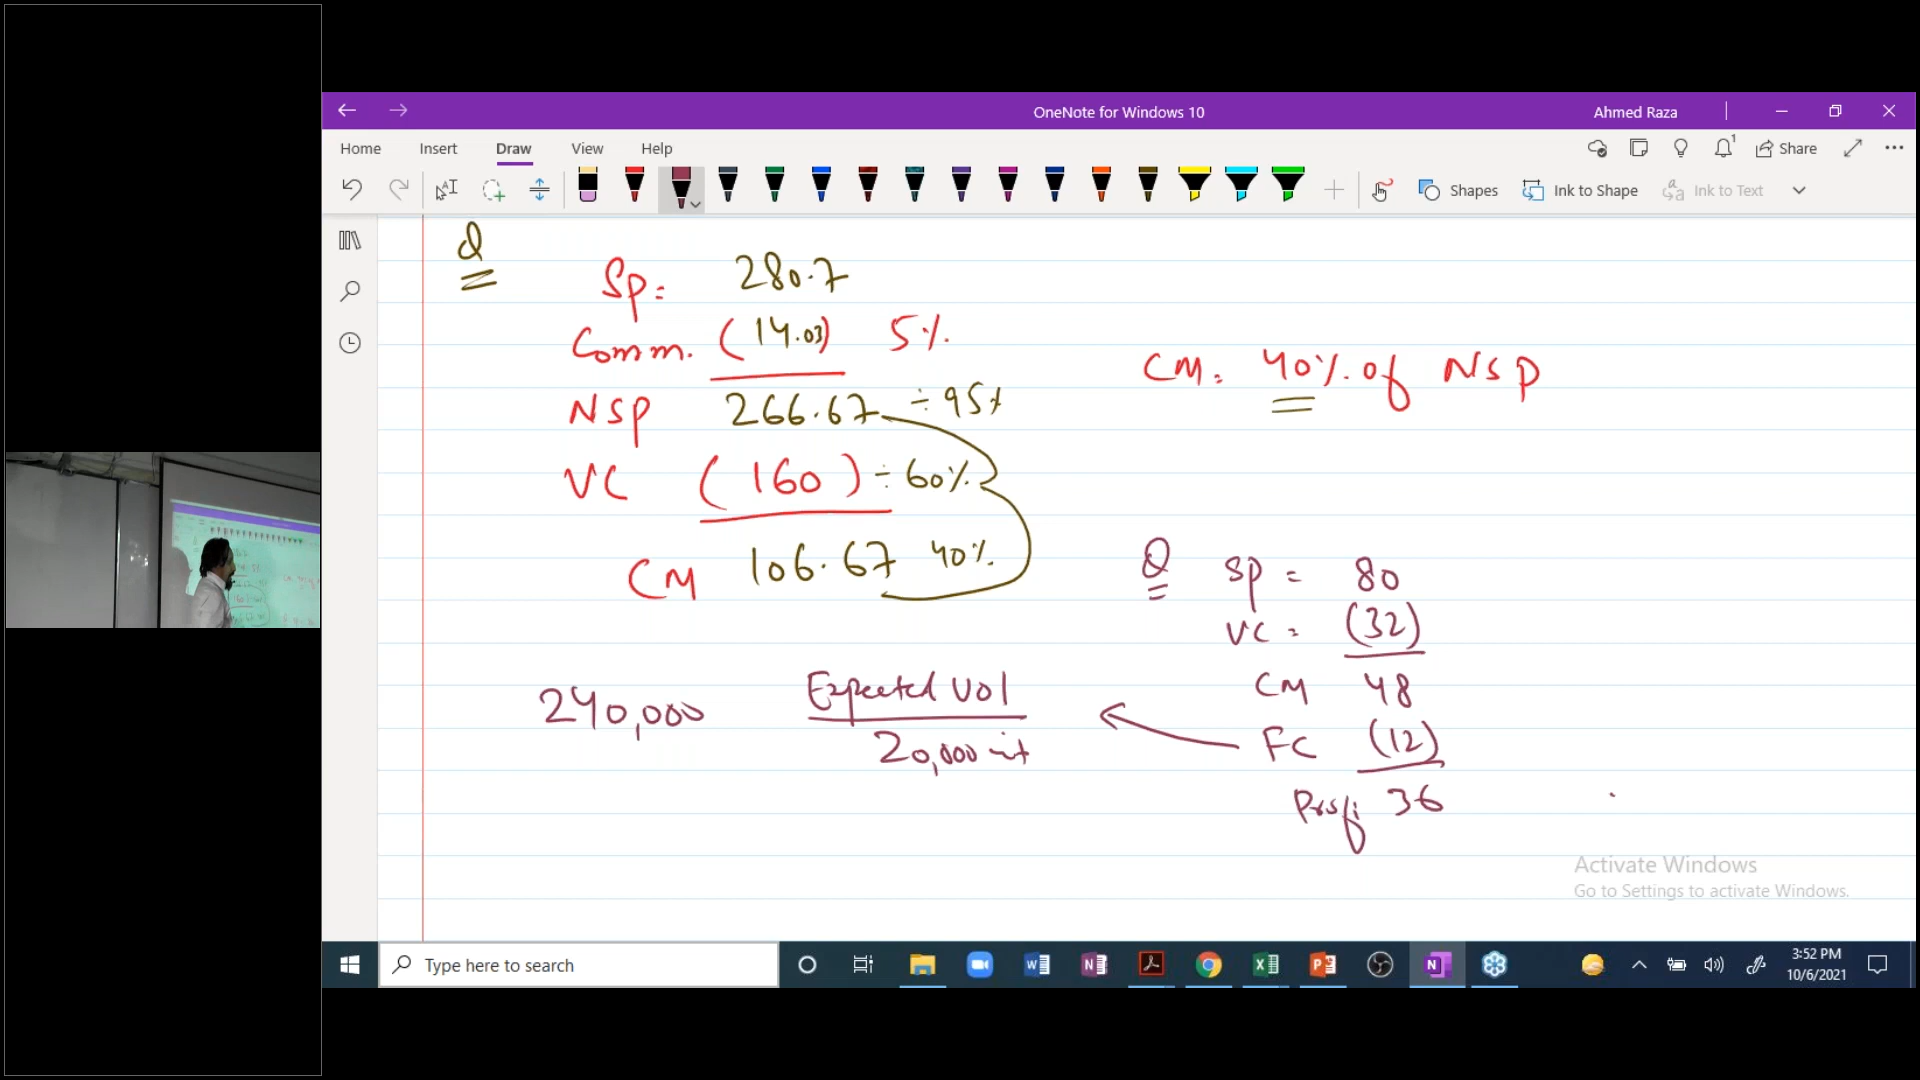 OneNote for Windows 10
Ahmed Raza
Home Insert Draw View Help
1
Share
Shapes
Ink to Shape
Ink to Text
Q
Sp = 280.7
Comm. (14.03) 5%
NSP 266.67 ÷ 95%
VC (160) ÷ 60%
CM 106.67 40%
CM = 40% of NSP
Q
SP = 80
VC = (32)
CM 48
FC (12)
Profi 36
240,000
Expected Vol
20,000
Activate Windows
Go to Settings to activate Windows.
Type here to search
3:52 PM
10/6/2021